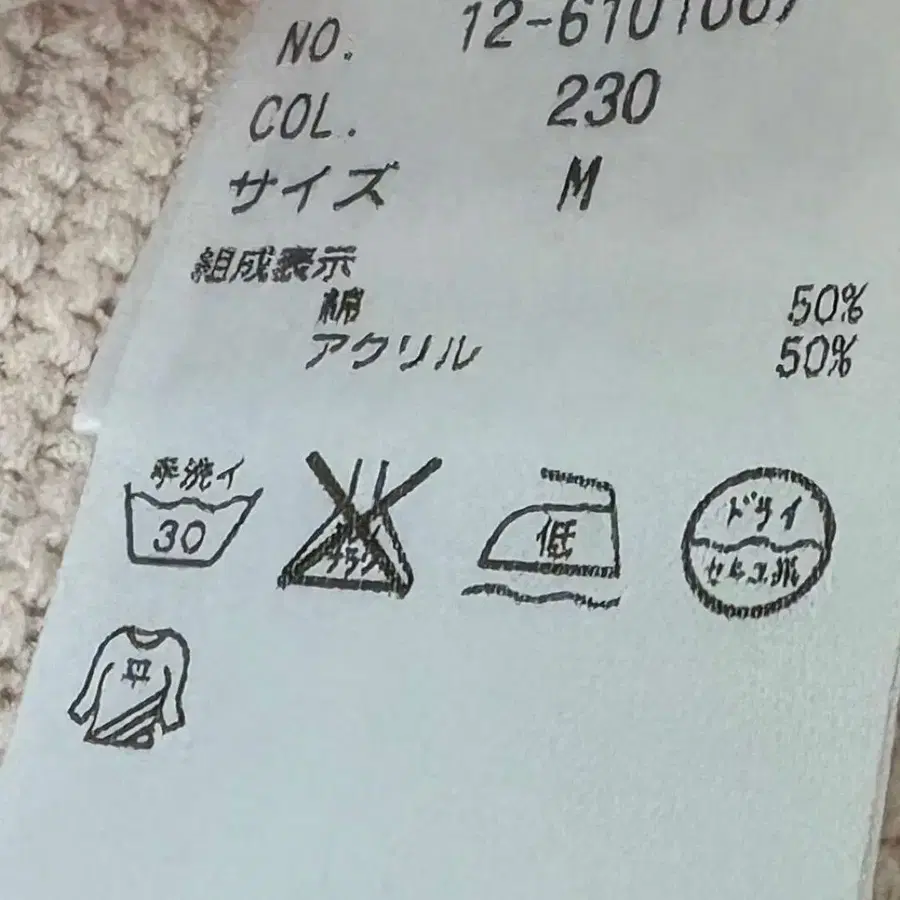 NO. 12-6101007
COL. 230
サイズ M
組成表示
綿 50%
アクリル 50%
手洗イ
30
低
ドライ
セキユ系
平